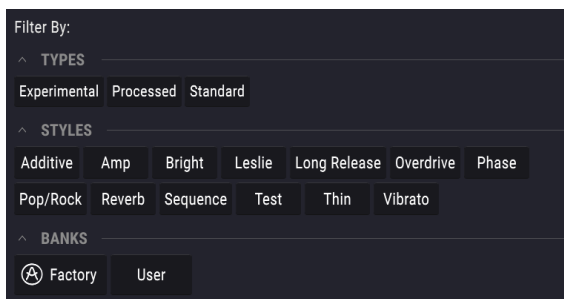 Filter By:
TYPES
Experimental Processed Standard
STYLES
Additive Amp Bright Leslie Long Release Overdrive Phase
Pop/Rock Reverb Sequence Test Thin Vibrato
BANKS
Factory User